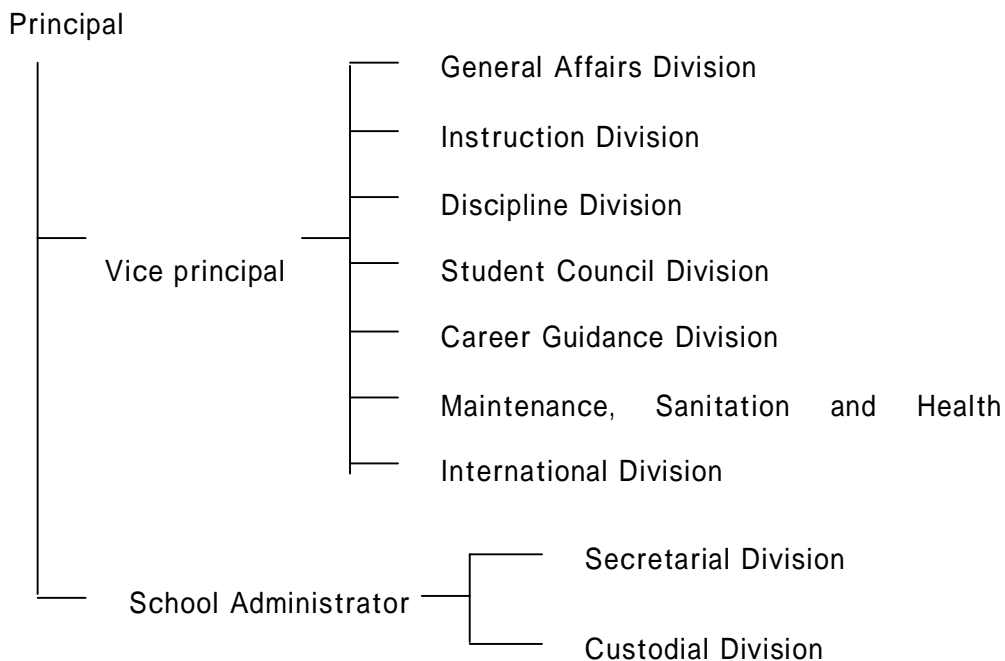 Principal
General Affairs Division
Instruction Division
Discipline Division
Vice principal
Student Council Division
Career Guidance Division
Maintenance, Sanitation and Health
International Division
Secretarial Division
School Administrator
Custodial Division